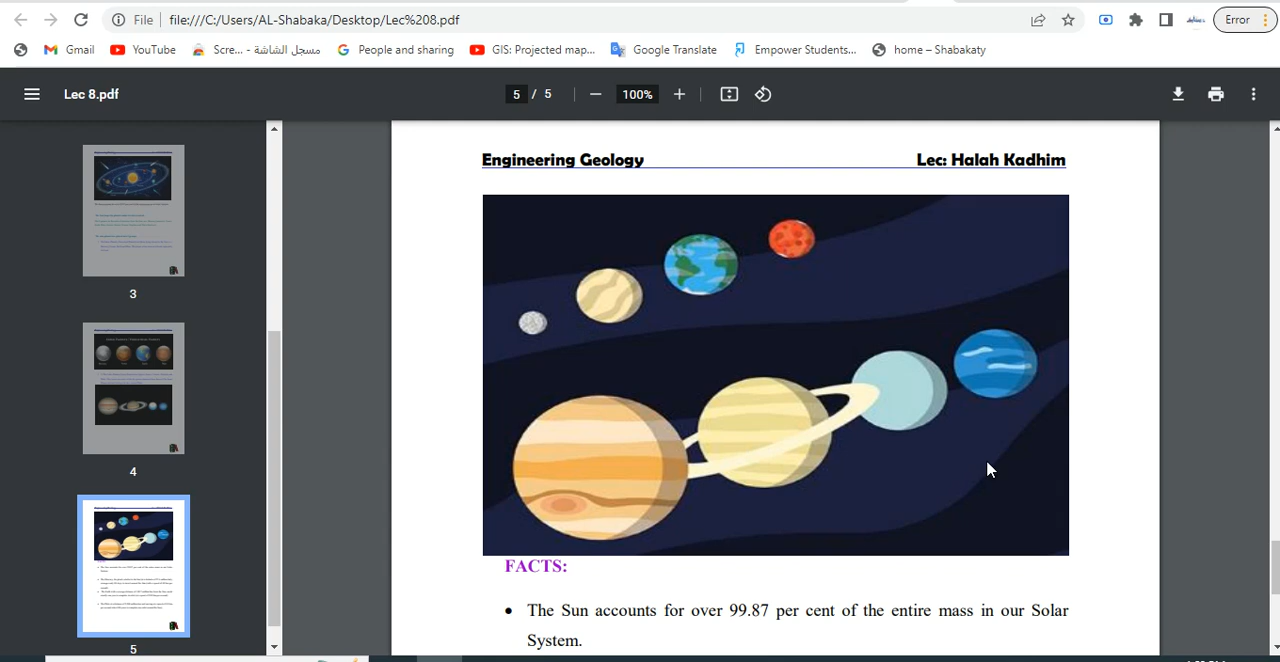 File
file:///C:/Users/AL-Shabaka/Desktop/Lec%208.pdf
Error
Gmail
YouTube
Scre... - مسجل الشاشة
People and sharing
GIS: Projected map...
Google Translate
Empower Students...
home – Shabakaty
Lec 8.pdf
5 / 5
100%
3
4
5
Engineering Geology
Lec: Halah Kadhim
FACTS:
• The Sun accounts for over 99.87 per cent of the entire mass in our Solar
System.